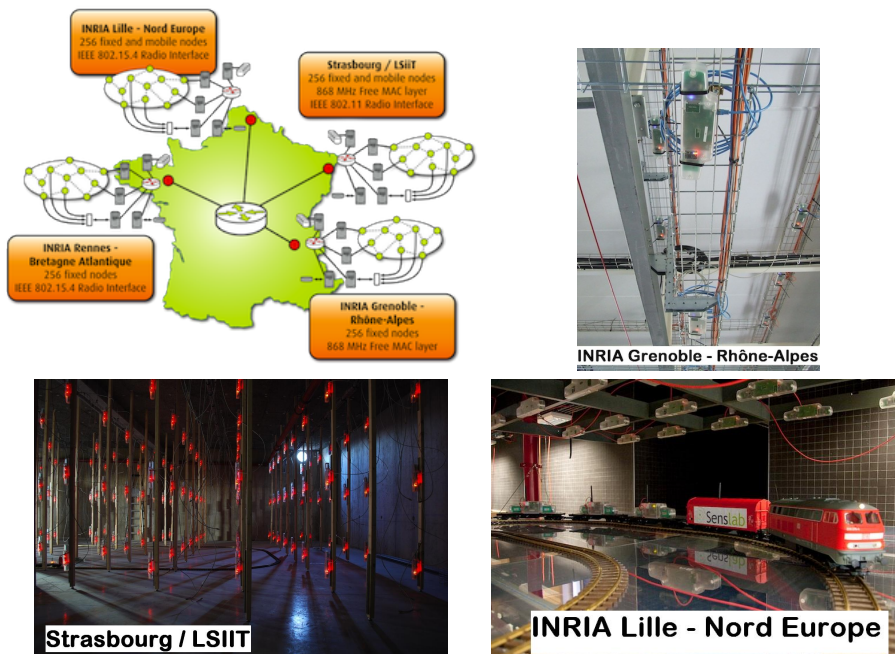 INRIA Lille - Nord Europe
256 fixed and mobile nodes
IEEE 802.15.4 Radio Interface
Strasbourg / LSiiT
256 fixed and mobile nodes
868 MHz Free MAC layer
IEEE 802.11 Radio Interface
INRIA Rennes -
Bretagne Atlantique
256 fixed nodes
IEEE 802.15.4 Radio Interface
INRIA Grenoble -
Rhône-Alpes
256 fixed nodes
868 MHz Free MAC layer
INRIA Grenoble - Rhône-Alpes
Strasbourg / LSIIT
Senslab
INRIA Lille - Nord Europe